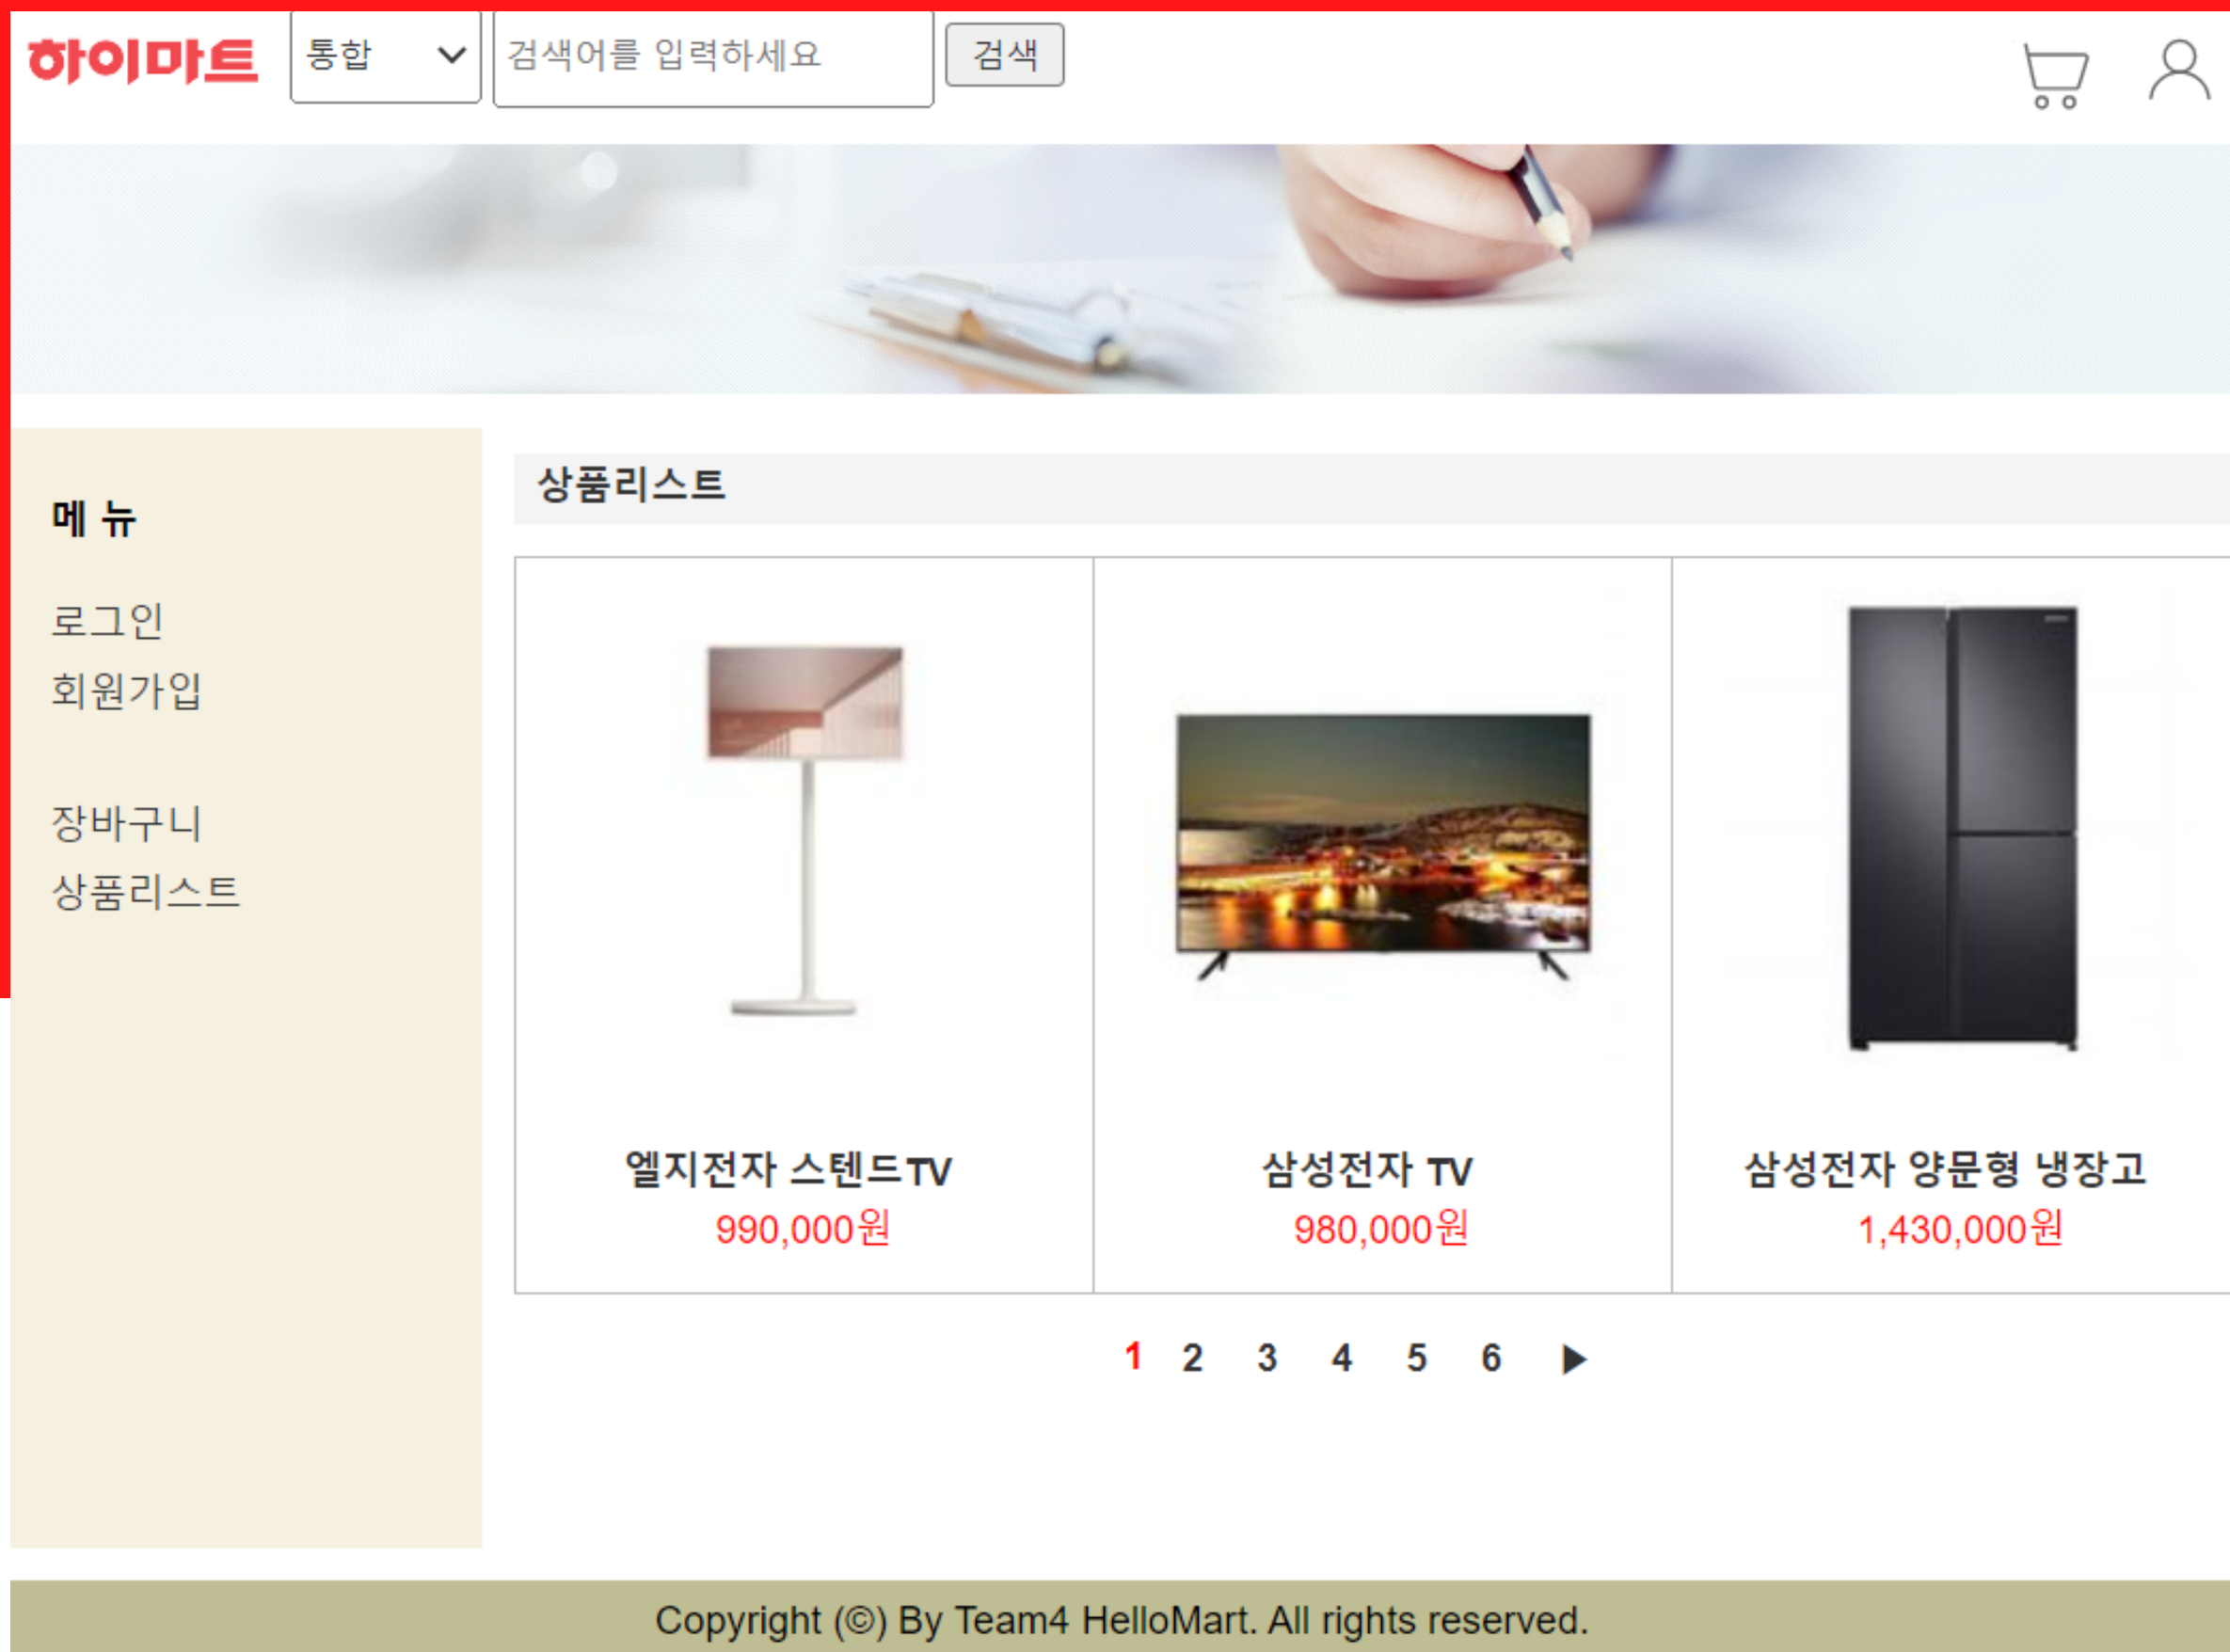 하이마트 통합 검색어를 입력하세요 검색
상품리스트
메 뉴
로그인
회원가입
장바구니
상품리스트
엘지전자 스텐드TV
990,000원
삼성전자 TV
980,000원
삼성전자 양문형 냉장고
1,430,000원
1 2 3 4 5 6 ▶
Copyright (©) By Team4 HelloMart. All rights reserved.